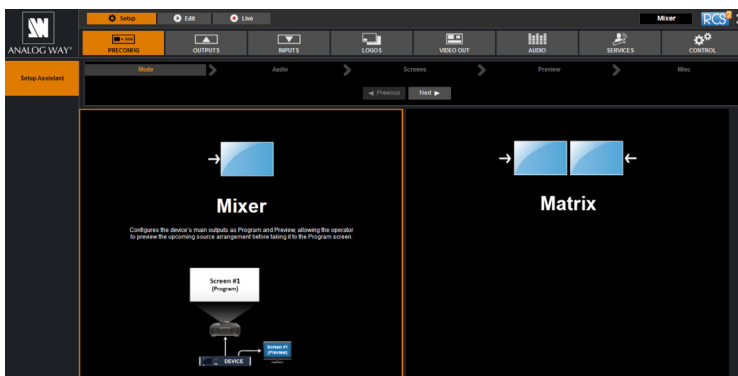 Setup
Edit
Live
Mixer
RCS²
ANALOG WAY®
PRECONFIG
OUTPUTS
INPUTS
LOGOS
VIDEO OUT
AUDIO
SERVICES
CONTROL
Setup Assistant
Mode
Audio
Screens
Preview
Misc
Previous
Next
Mixer
Matrix
Configures the device's main outputs as Program and Preview, allowing the operator
to preview the upcoming source arrangement before taking it to the Program screen.
Screen #1
(Program)
Screen #1
(Preview)
DEVICE